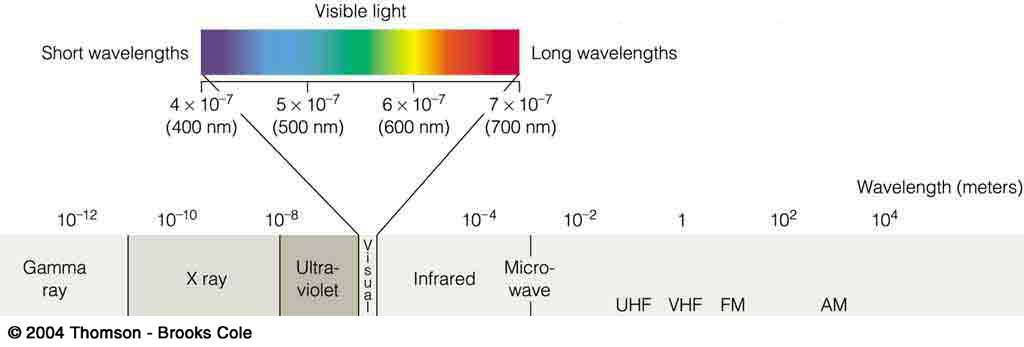 Visible light
Short wavelengths
Long wavelengths
4 × 10⁻⁷ 5 × 10⁻⁷ 6 × 10⁻⁷ 7 × 10⁻⁷
(400 nm) (500 nm) (600 nm) (700 nm)
Wavelength (meters)
10⁻¹² 10⁻¹⁰ 10⁻⁸ 10⁻⁴ 10⁻² 1 10² 10⁴
Gamma
ray
X ray
Ultra-
violet
Visual
Infrared
Micro-
wave
UHF VHF FM AM
© 2004 Thomson - Brooks Cole